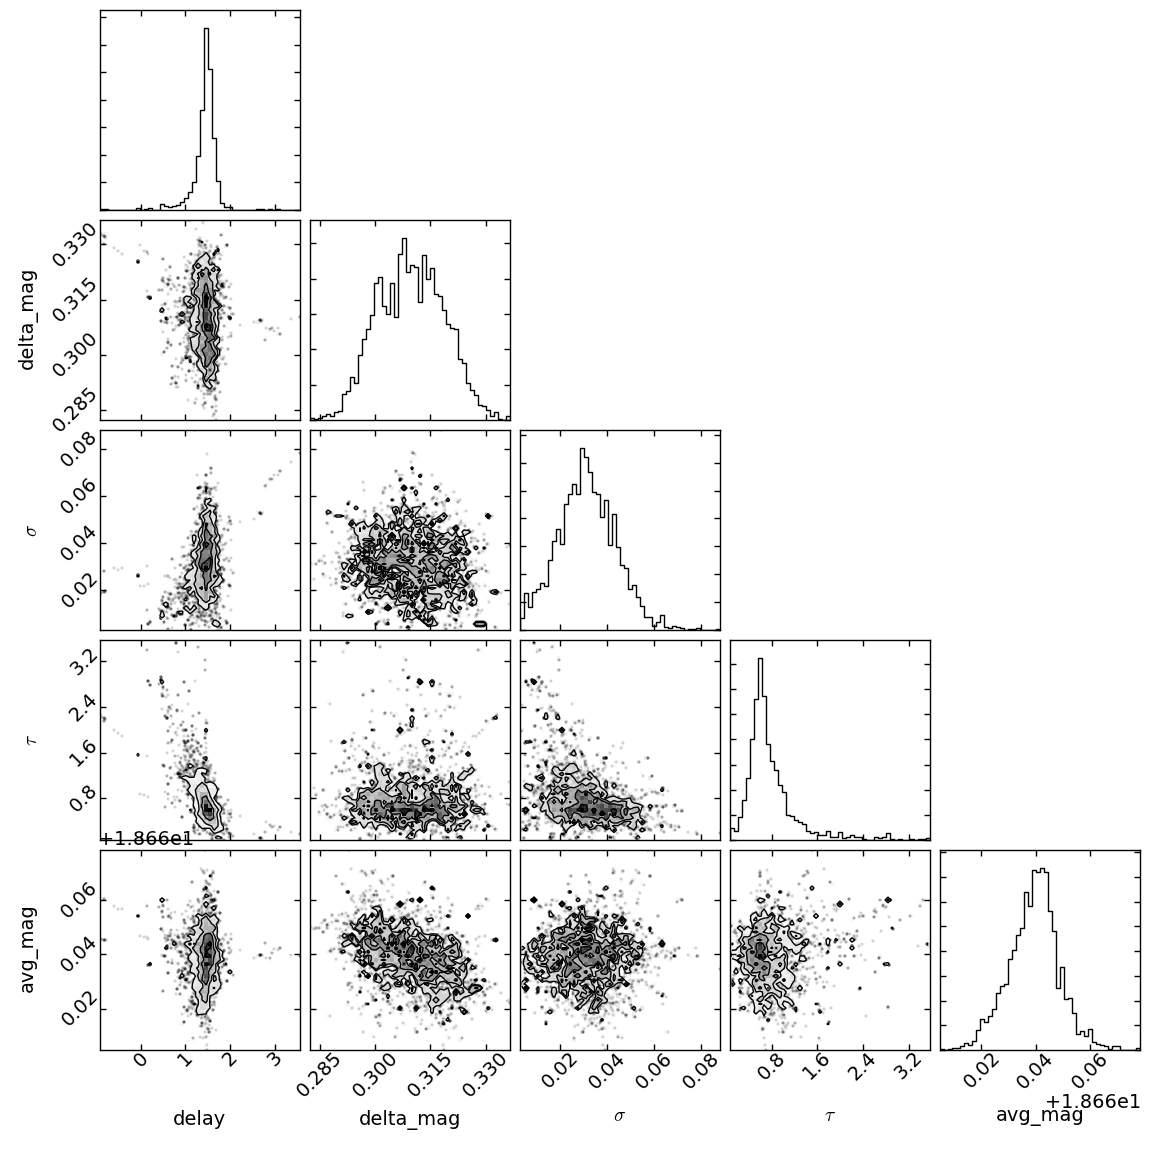 0.330
0.315
0.300
0.285
delta_mag
0.08
0.06
0.04
0.02
σ
3.2
2.4
1.6
0.8
τ
+1.866e1
0.06
0.04
0.02
avg_mag
0 1 2 3
0.285 0.300 0.315 0.330
0.02 0.04 0.06 0.08
0.8 1.6 2.4 3.2
0.02 0.04 0.06
+1.866e1
delay delta_mag σ τ avg_mag